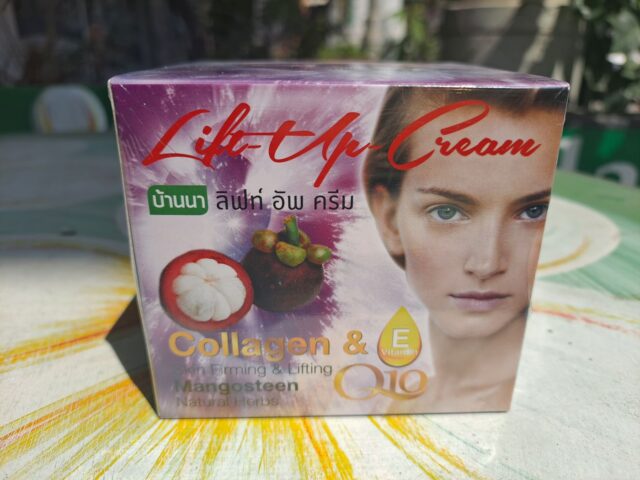 Lift-Up-Cream
บ้านนา ลิฟท์ อัพ ครีม
Collagen & E
Vitamin
Skin Firming & Lifting
Q10
Mangosteen
Natural Herbs